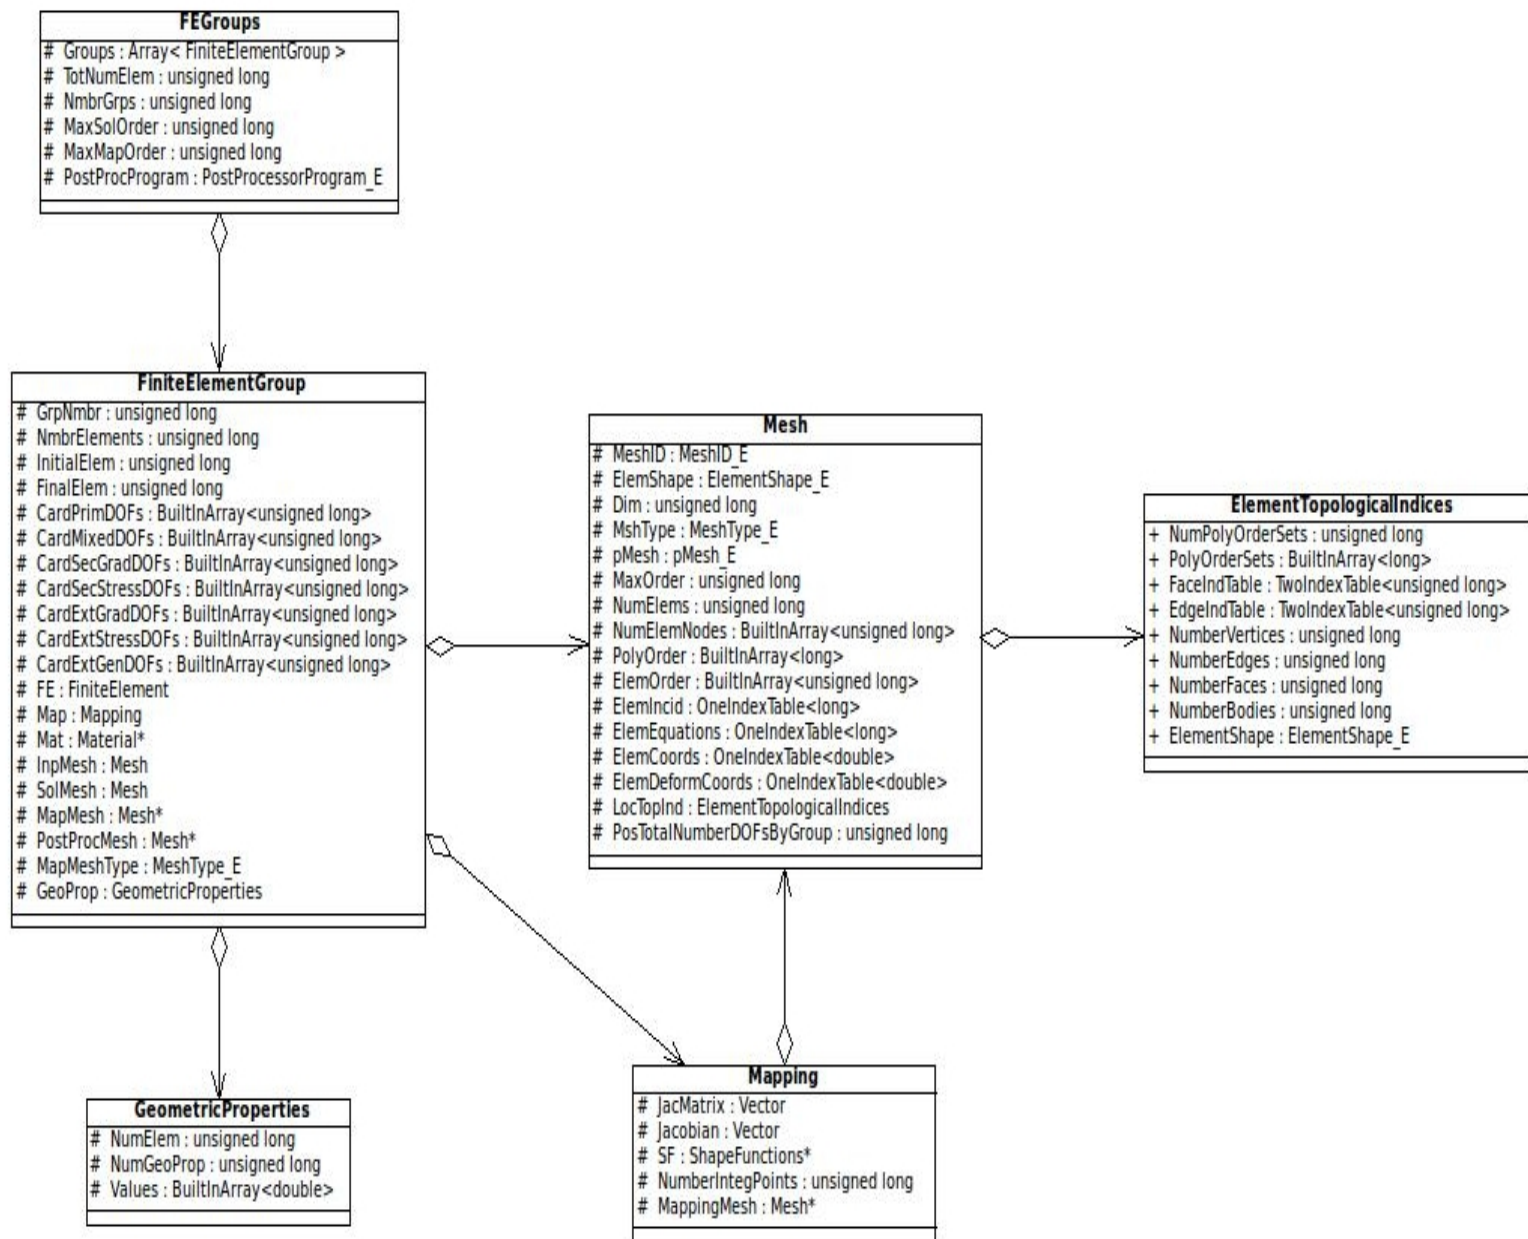 FEGroups
# Groups : Array< FiniteElementGroup >
# TotNumElem : unsigned long
# NmbrGrps : unsigned long
# MaxSolOrder : unsigned long
# MaxMapOrder : unsigned long
# PostProcProgram : PostProcessorProgram_E
FiniteElementGroup
# GrpNmbr : unsigned long
# NmbrElements : unsigned long
# InitialElem : unsigned long
# FinalElem : unsigned long
# CardPrimDOFs : BuiltInArray<unsigned long>
# CardMixedDOFs : BuiltInArray<unsigned long>
# CardSecGradDOFs : BuiltInArray<unsigned long>
# CardSecStressDOFs : BuiltInArray<unsigned long>
# CardExtGradDOFs : BuiltInArray<unsigned long>
# CardExtStressDOFs : BuiltInArray<unsigned long>
# CardExtGenDOFs : BuiltInArray<unsigned long>
# FE : FiniteElement
# Map : Mapping
# Mat : Material*
# InpMesh : Mesh
# SolMesh : Mesh
# MapMesh : Mesh*
# PostProcMesh : Mesh*
# MapMeshType : MeshType_E
# GeoProp : GeometricProperties
Mesh
# MeshID : MeshID_E
# ElemShape : ElementShape_E
# Dim : unsigned long
# MshType : MeshType_E
# pMesh : pMesh_E
# MaxOrder : unsigned long
# NumElems : unsigned long
# NumElemNodes : BuiltInArray<unsigned long>
# PolyOrder : BuiltInArray<long>
# ElemOrder : BuiltInArray<unsigned long>
# ElemIncid : OneIndexTable<long>
# ElemEquations : OneIndexTable<long>
# ElemCoords : OneIndexTable<double>
# ElemDeformCoords : OneIndexTable<double>
# LocTopInd : ElementTopologicalIndices
# PosTotalNumberDOFsByGroup : unsigned long
ElementTopologicalIndices
+ NumPolyOrderSets : unsigned long
+ PolyOrderSets : BuiltInArray<long>
+ FaceIndTable : TwoIndexTable<unsigned long>
+ EdgeIndTable : TwoIndexTable<unsigned long>
+ NumberVertices : unsigned long
+ NumberEdges : unsigned long
+ NumberFaces : unsigned long
+ NumberBodies : unsigned long
+ ElementShape : ElementShape_E
GeometricProperties
# NumElem : unsigned long
# NumGeoProp : unsigned long
# Values : BuiltInArray<double>
Mapping
# JacMatrix : Vector
# Jacobian : Vector
# SF : ShapeFunctions*
# NumberIntegPoints : unsigned long
# MappingMesh : Mesh*